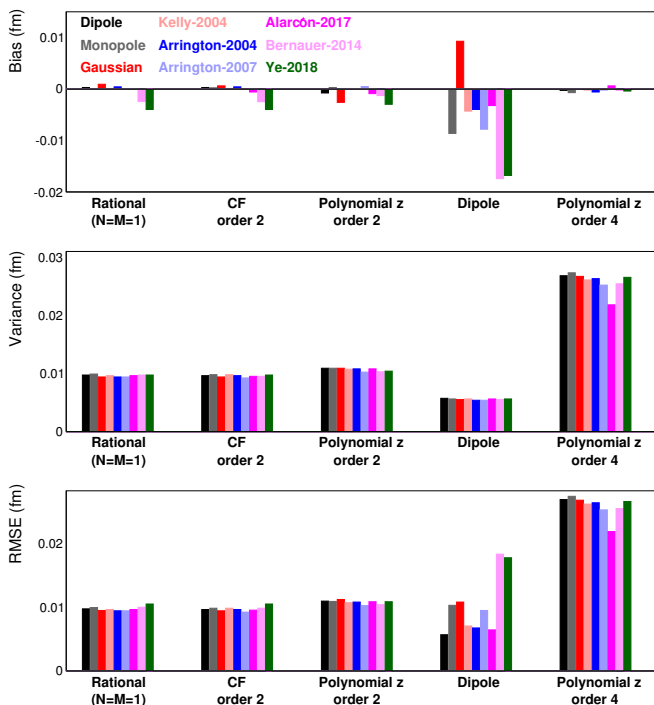 Bias (fm)
0.01
0
-0.01
-0.02
Dipole Kelly-2004 Alarcón-2017
Monopole Arrington-2004 Bernauer-2014
Gaussian Arrington-2007 Ye-2018
Rational CF Polynomial z Dipole Polynomial z
(N=M=1) order 2 order 2 order 4
Variance (fm)
0.03
0.02
0.01
0
Rational CF Polynomial z Dipole Polynomial z
(N=M=1) order 2 order 2 order 4
RMSE (fm)
0.02
0.01
0
Rational CF Polynomial z Dipole Polynomial z
(N=M=1) order 2 order 2 order 4